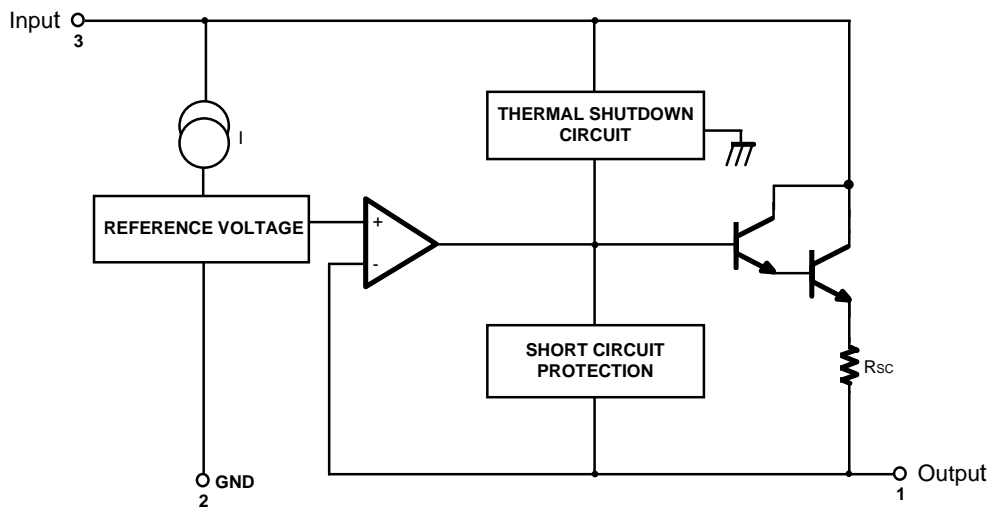 Input
3
I
THERMAL SHUTDOWN
CIRCUIT
REFERENCE VOLTAGE
+
-
SHORT CIRCUIT
PROTECTION
RSC
GND
2
Output
1